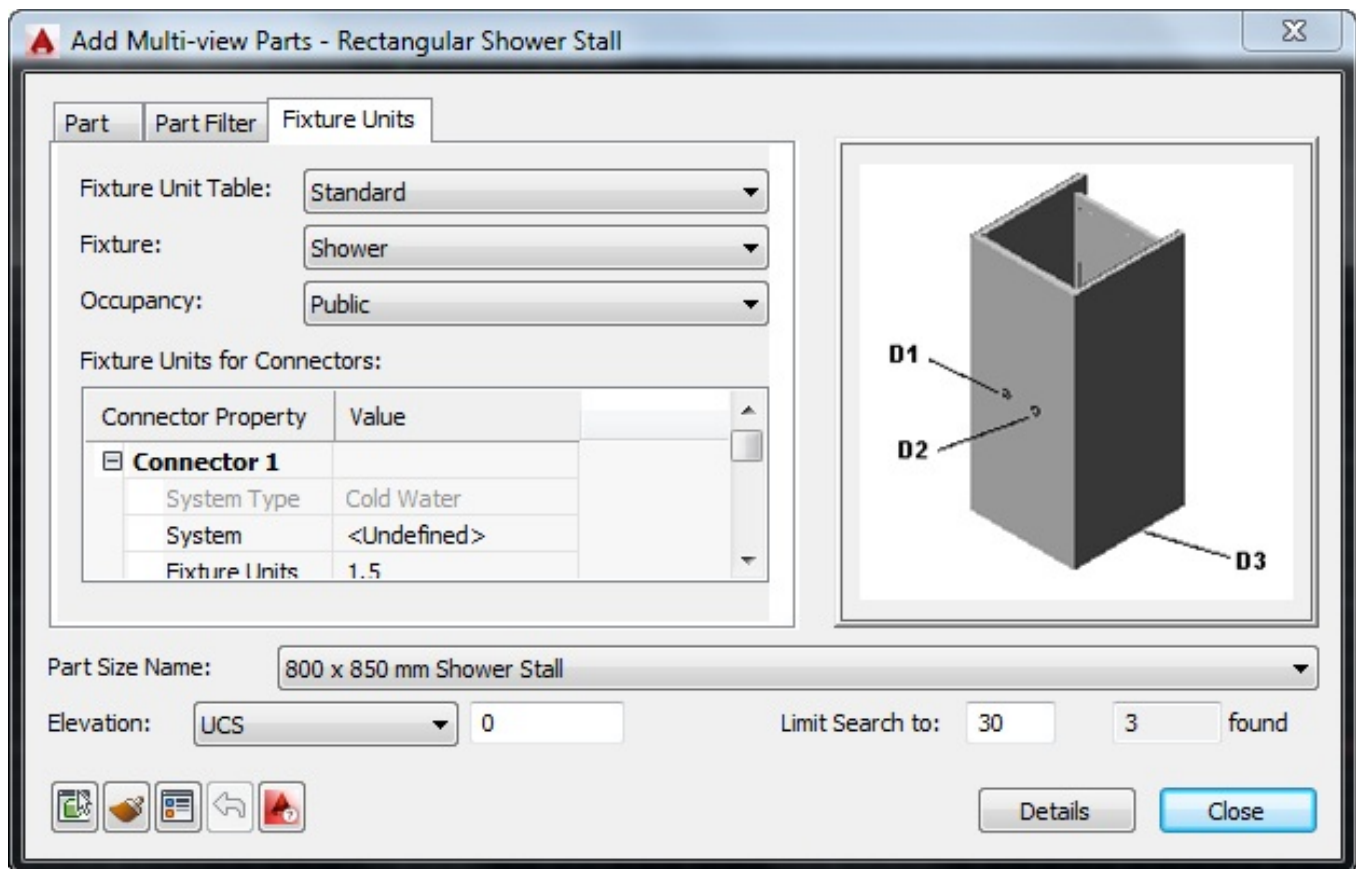 Add Multi-view Parts - Rectangular Shower Stall
Part Part Filter Fixture Units
Fixture Unit Table: Standard
Fixture: Shower
Occupancy: Public
Fixture Units for Connectors:
Connector Property Value
Connector 1
System Type Cold Water
System <Undefined>
Fixture Units 1.5
D1
D2
D3
Part Size Name: 800 x 850 mm Shower Stall
Elevation: UCS 0 Limit Search to: 30 3 found
Details Close